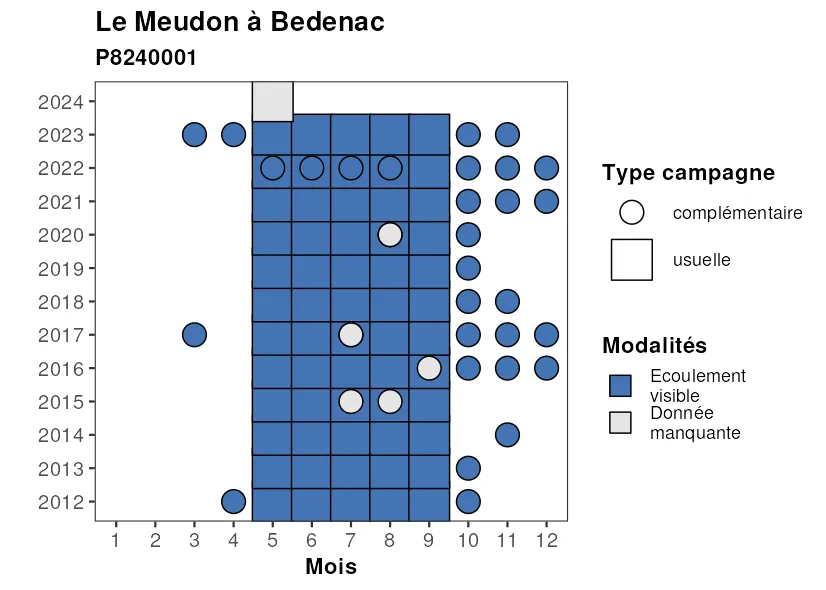 Le Meudon à Bedenac
P8240001
2024
2023
2022
2021
2020
2019
2018
2017
2016
2015
2014
2013
2012
1 2 3 4 5 6 7 8 9 10 11 12
Mois
Type campagne
complémentaire
usuelle
Modalités
Ecoulement
visible
Donnée
manquante